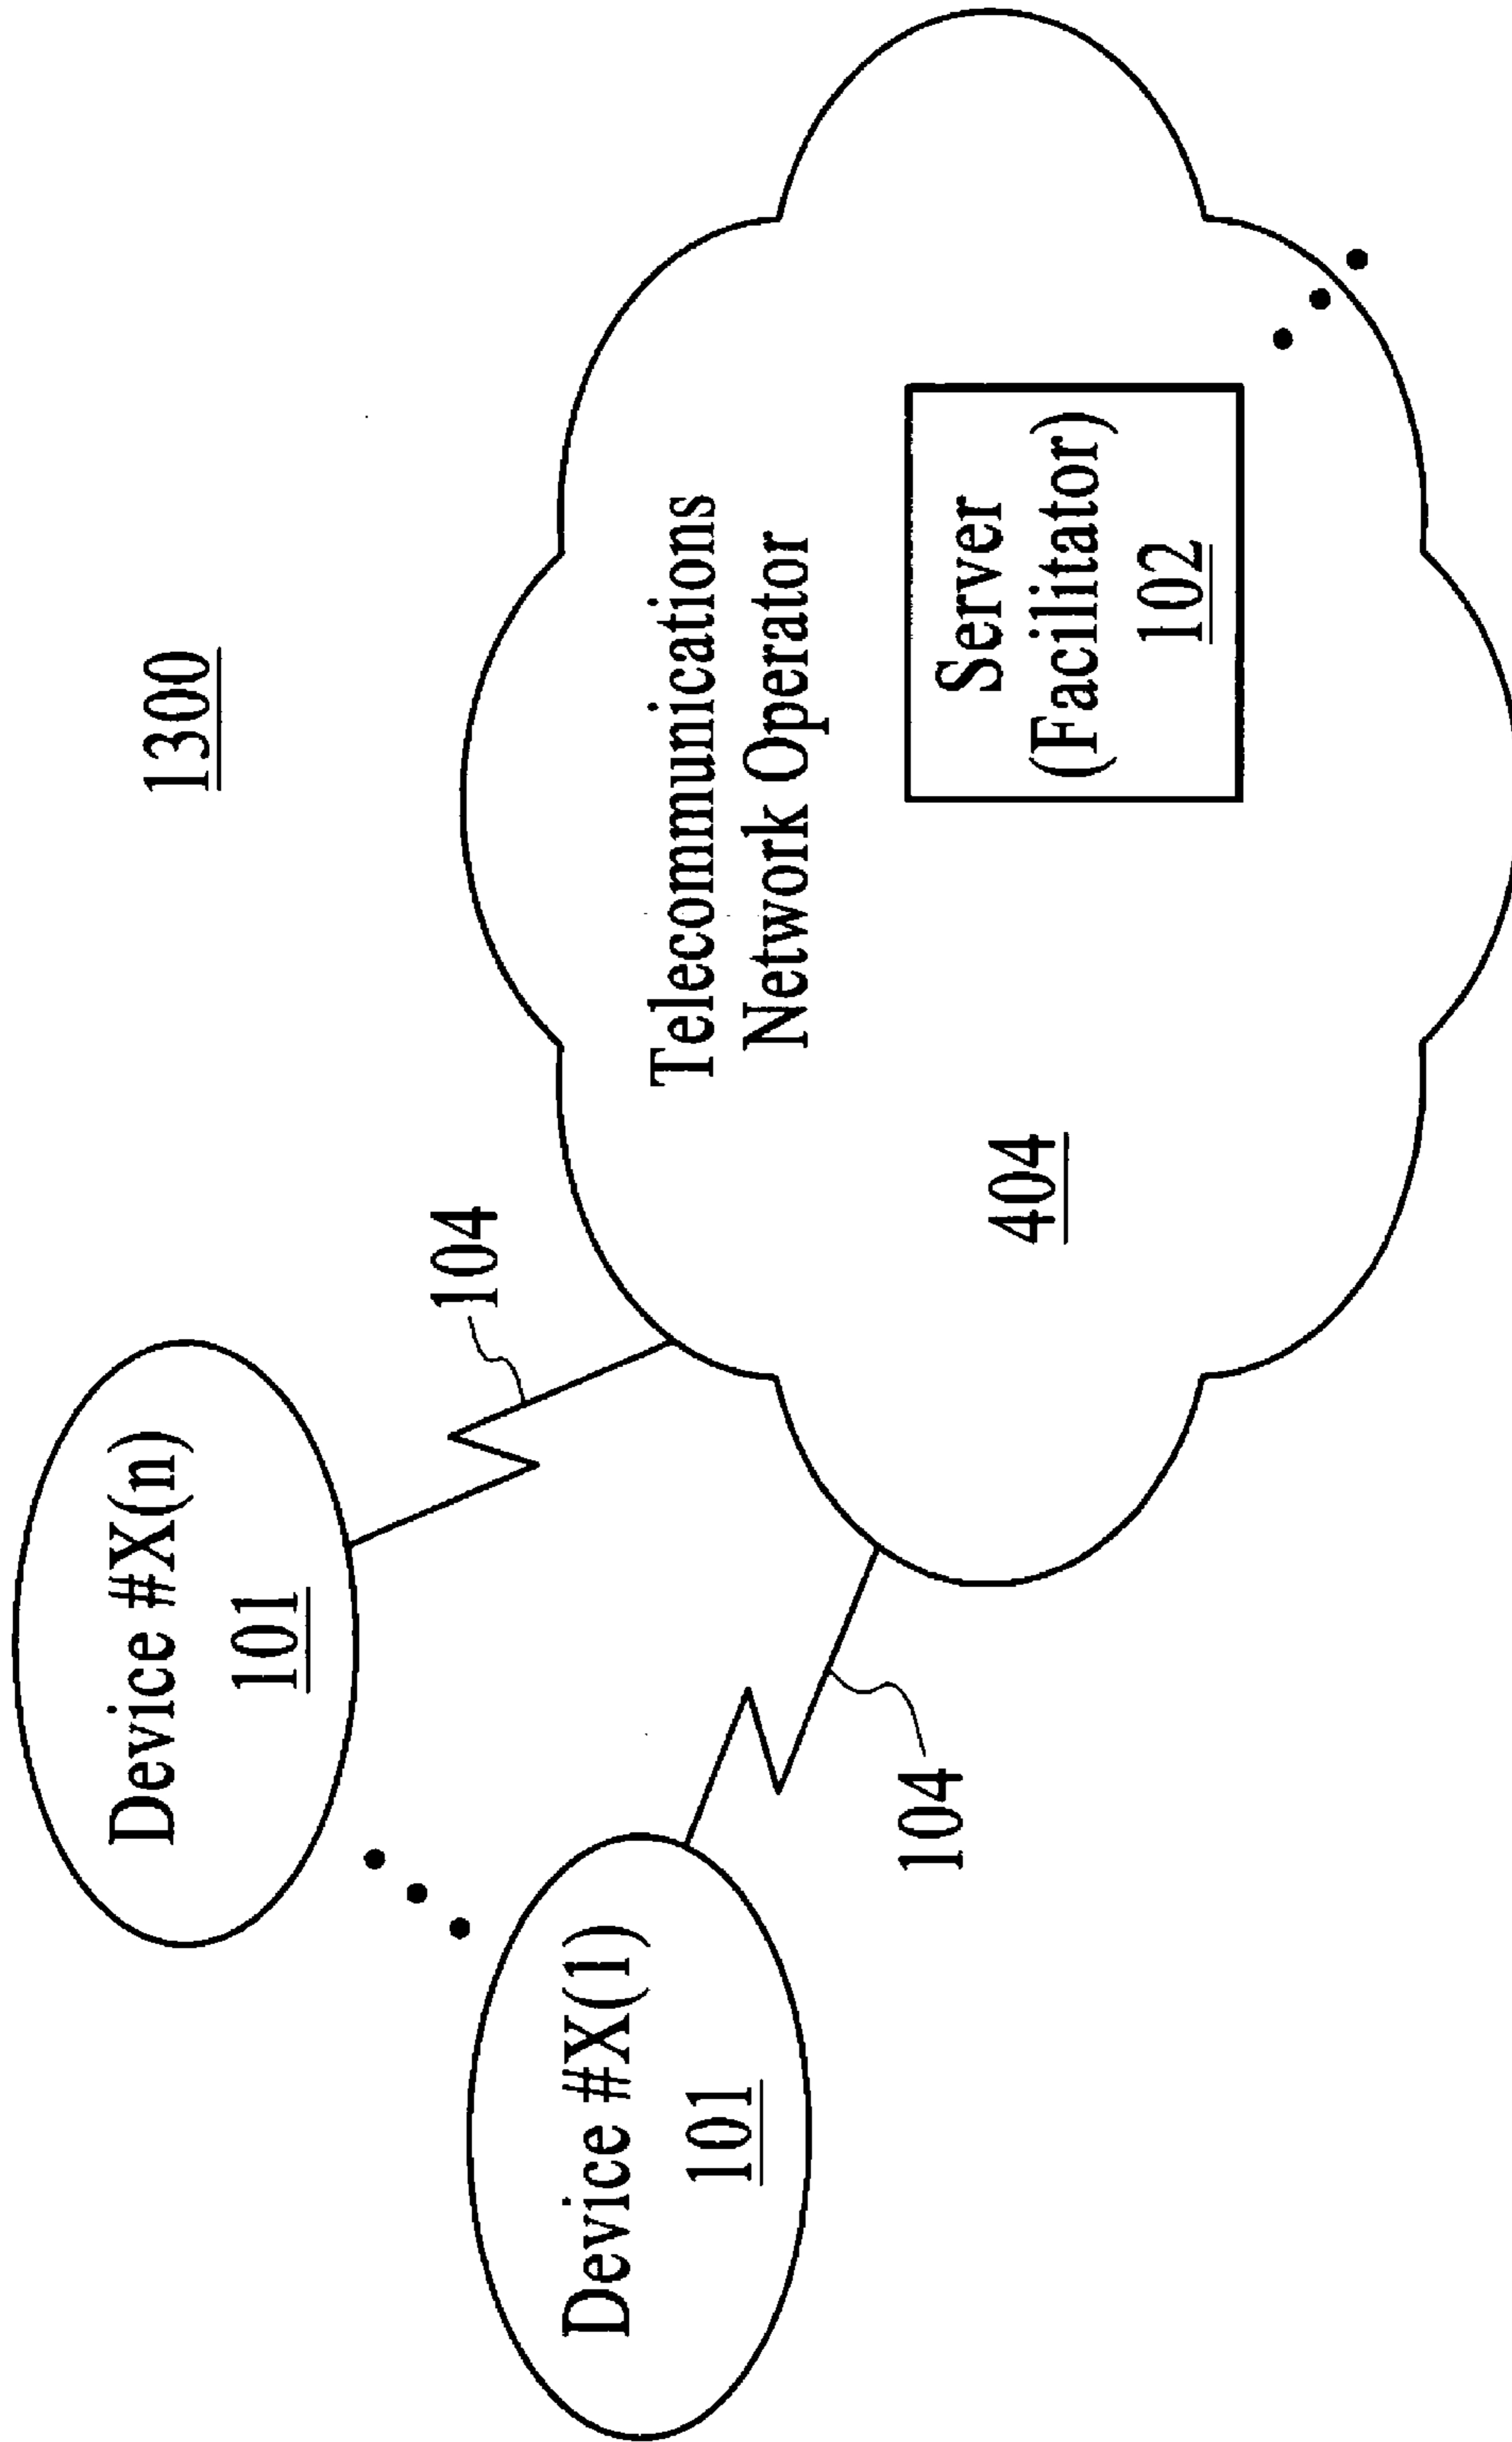 1300
Device #X(n)
101
104
Telecommunications
Network Operator
Device #X(1)
101
404
Server
(Facilitator)
102
104